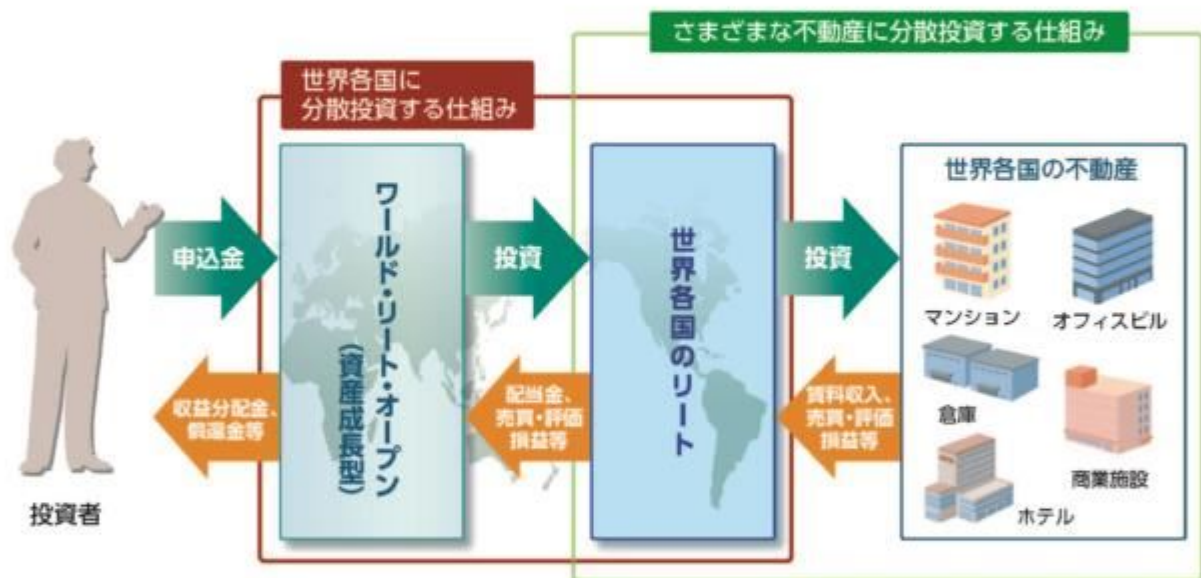 さまざまな不動産に分散投資する仕組み
世界各国に
分散投資する仕組み
投資者
申込金
収益分配金、
償還金等
ワールド・リート・オープン
(資産成長型)
投資
配当金、
売買・評価
損益等
世界各国のリート
投資
賃料収入、
売買・評価
損益等
世界各国の不動産
マンション
オフィスビル
倉庫
商業施設
ホテル